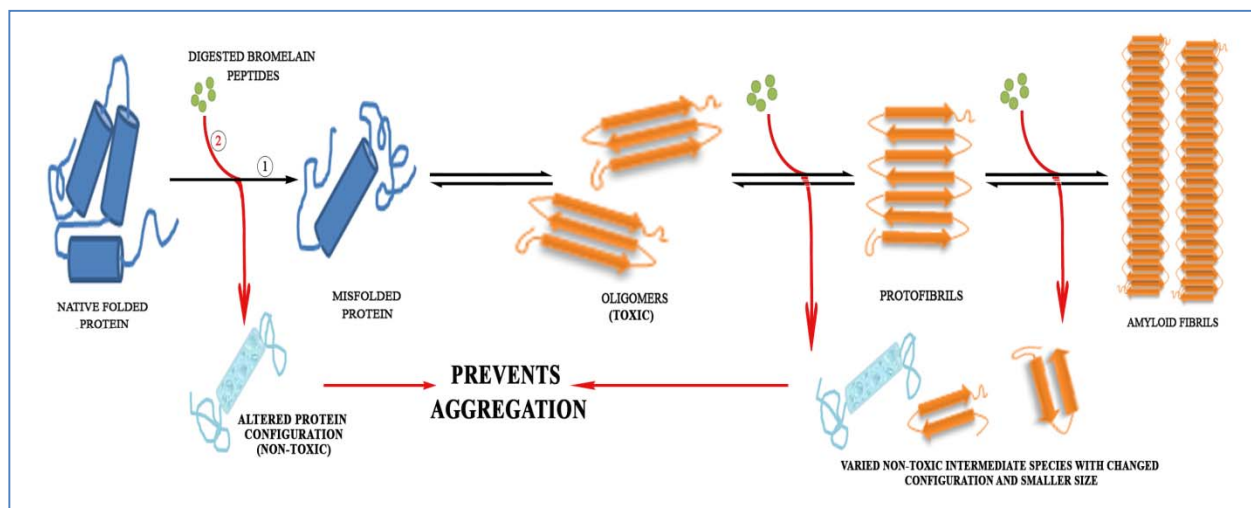 DIGESTED BROMELAIN
PEPTIDES
2
1
NATIVE FOLDED
PROTEIN
MISFOLDED
PROTEIN
OLIGOMERS
(TOXIC)
PROTOFIBRILS
AMYLOID FIBRILS
ALTERED PROTEIN
CONFIGURATION
(NON-TOXIC)
PREVENTS
AGGREGATION
VARIED NON-TOXIC INTERMEDIATE SPECIES WITH CHANGED
CONFIGURATION AND SMALLER SIZE